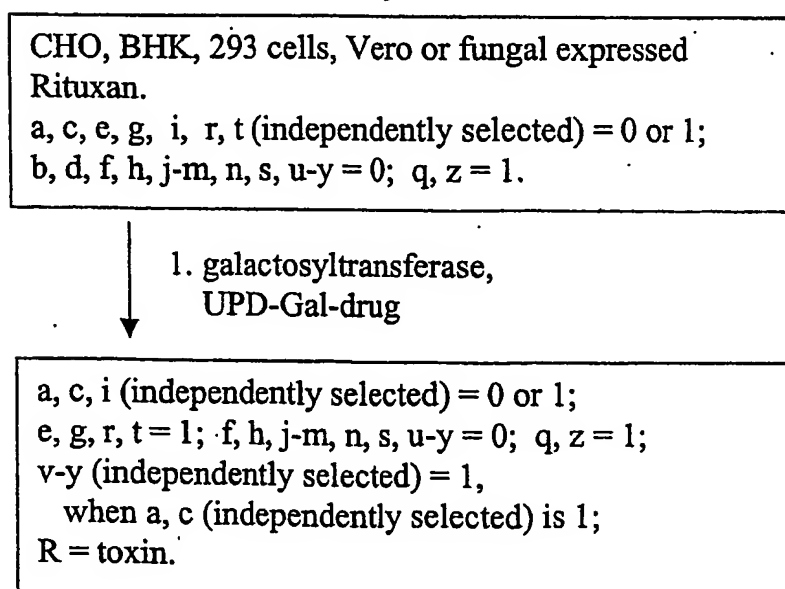 CHO, BHK, 293 cells, Vero or fungal expressed
Rituxan.
a, c, e, g, i, r, t (independently selected) = 0 or 1;
b, d, f, h, j-m, n, s, u-y = 0; q, z = 1.
1. galactosyltransferase,
UPD-Gal-drug
a, c, i (independently selected) = 0 or 1;
e, g, r, t = 1; f, h, j-m, n, s, u-y = 0; q, z = 1;
v-y (independently selected) = 1,
when a, c (independently selected) is 1;
R = toxin.